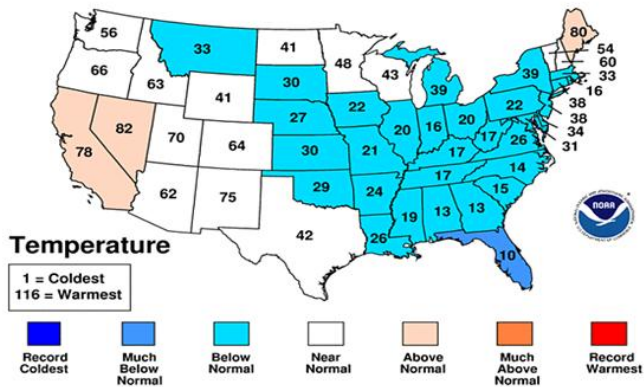 56
66
63
33
41
41
48
43
30
27
30
29
42
78
82
70
64
62
75
22
21
24
26
20
16
39
20
17
17
19
13
13
10
15
14
26
17
22
39
80
54
60
33
16
38
38
34
31
NOAA
Temperature
1 = Coldest
116 = Warmest
Record
Coldest
Much
Below
Normal
Below
Normal
Near
Normal
Above
Normal
Much
Above
Normal
Record
Warmest